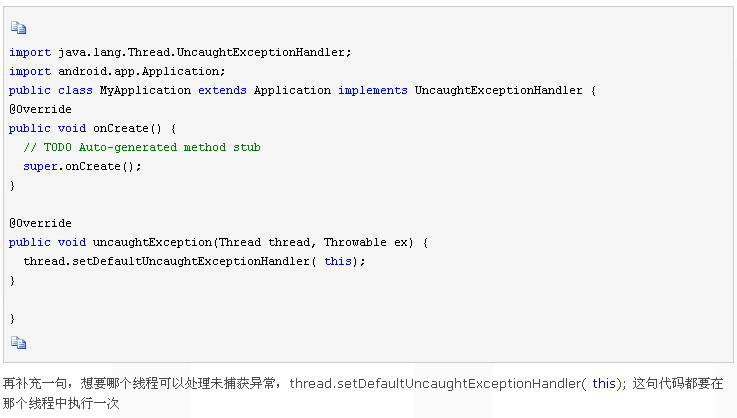 import java.lang.Thread.UncaughtExceptionHandler;
import android.app.Application;
public class MyApplication extends Application implements UncaughtExceptionHandler {
@Override
public void onCreate() {
// TODO Auto-generated method stub
super.onCreate();
}
@Override
public void uncaughtException(Thread thread, Throwable ex) {
thread.setDefaultUncaughtExceptionHandler( this);
}
}
再补充一句，想要哪个线程可以处理未捕获异常，thread.setDefaultUncaughtExceptionHandler( this); 这句代码都要在
那个线程中执行一次